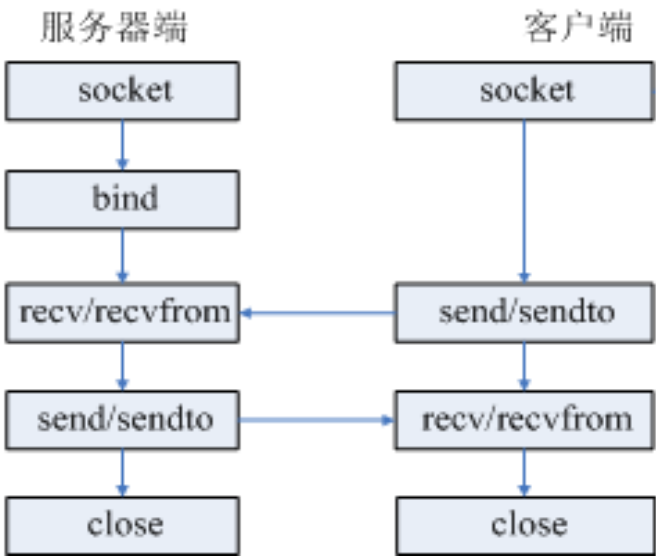 服务器端 客户端
socket socket
bind
recv/recvfrom send/sendto
send/sendto recv/recvfrom
close close